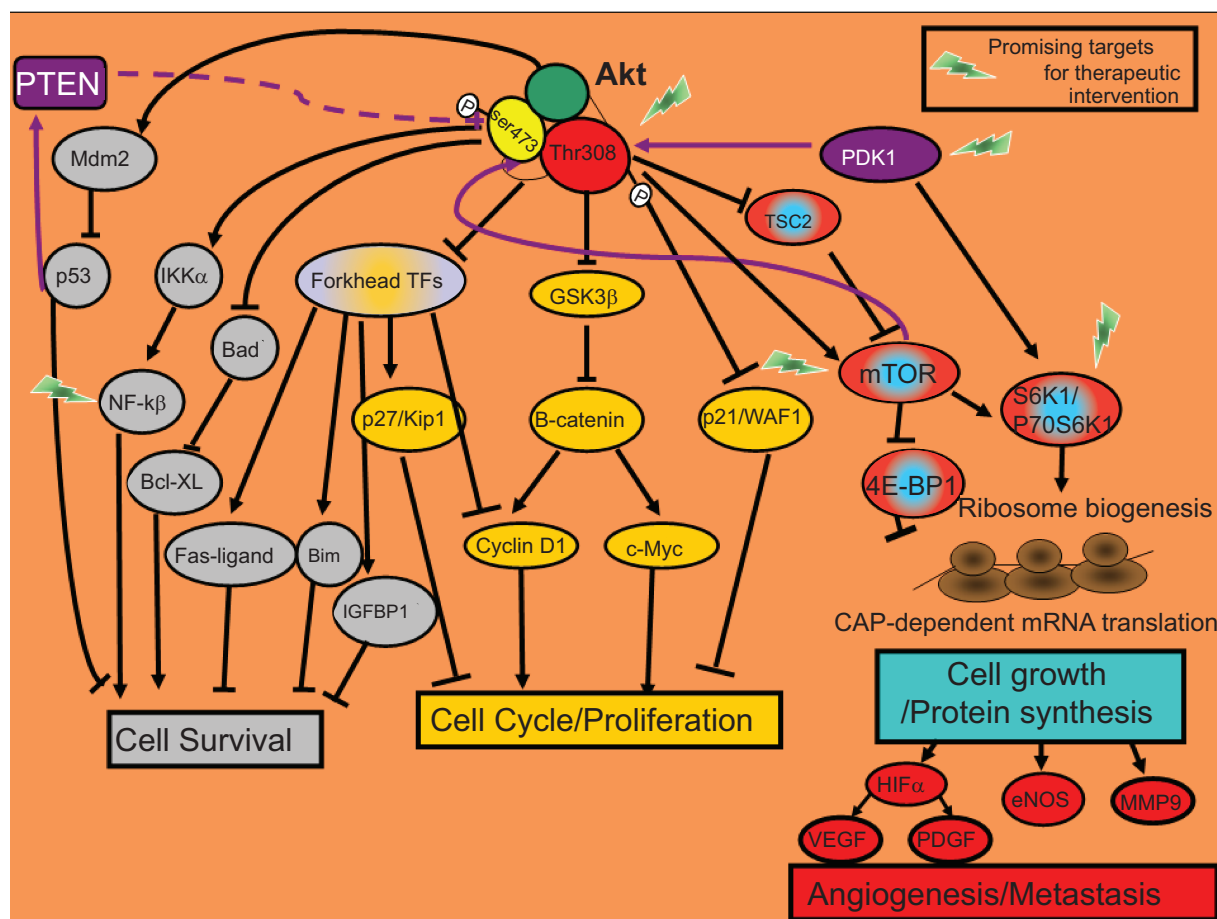 Promising targets
for therapeutic
intervention
PTEN
Akt
P
ser473
Thr308
P
Mdm2
PDK1
TSC2
p53
IKKα
Forkhead TFs
GSK3β
Bad
mTOR
NF-kβ
p27/Kip1
B-catenin
p21/WAF1
S6K1/
P70S6K1
Bcl-XL
4E-BP1
Ribosome biogenesis
Fas-ligand
Bim
Cyclin D1
c-Myc
IGFBP1
CAP-dependent mRNA translation
Cell growth
/Protein synthesis
Cell Survival
Cell Cycle/Proliferation
HIFα
eNOS
MMP9
VEGF
PDGF
Angiogenesis/Metastasis